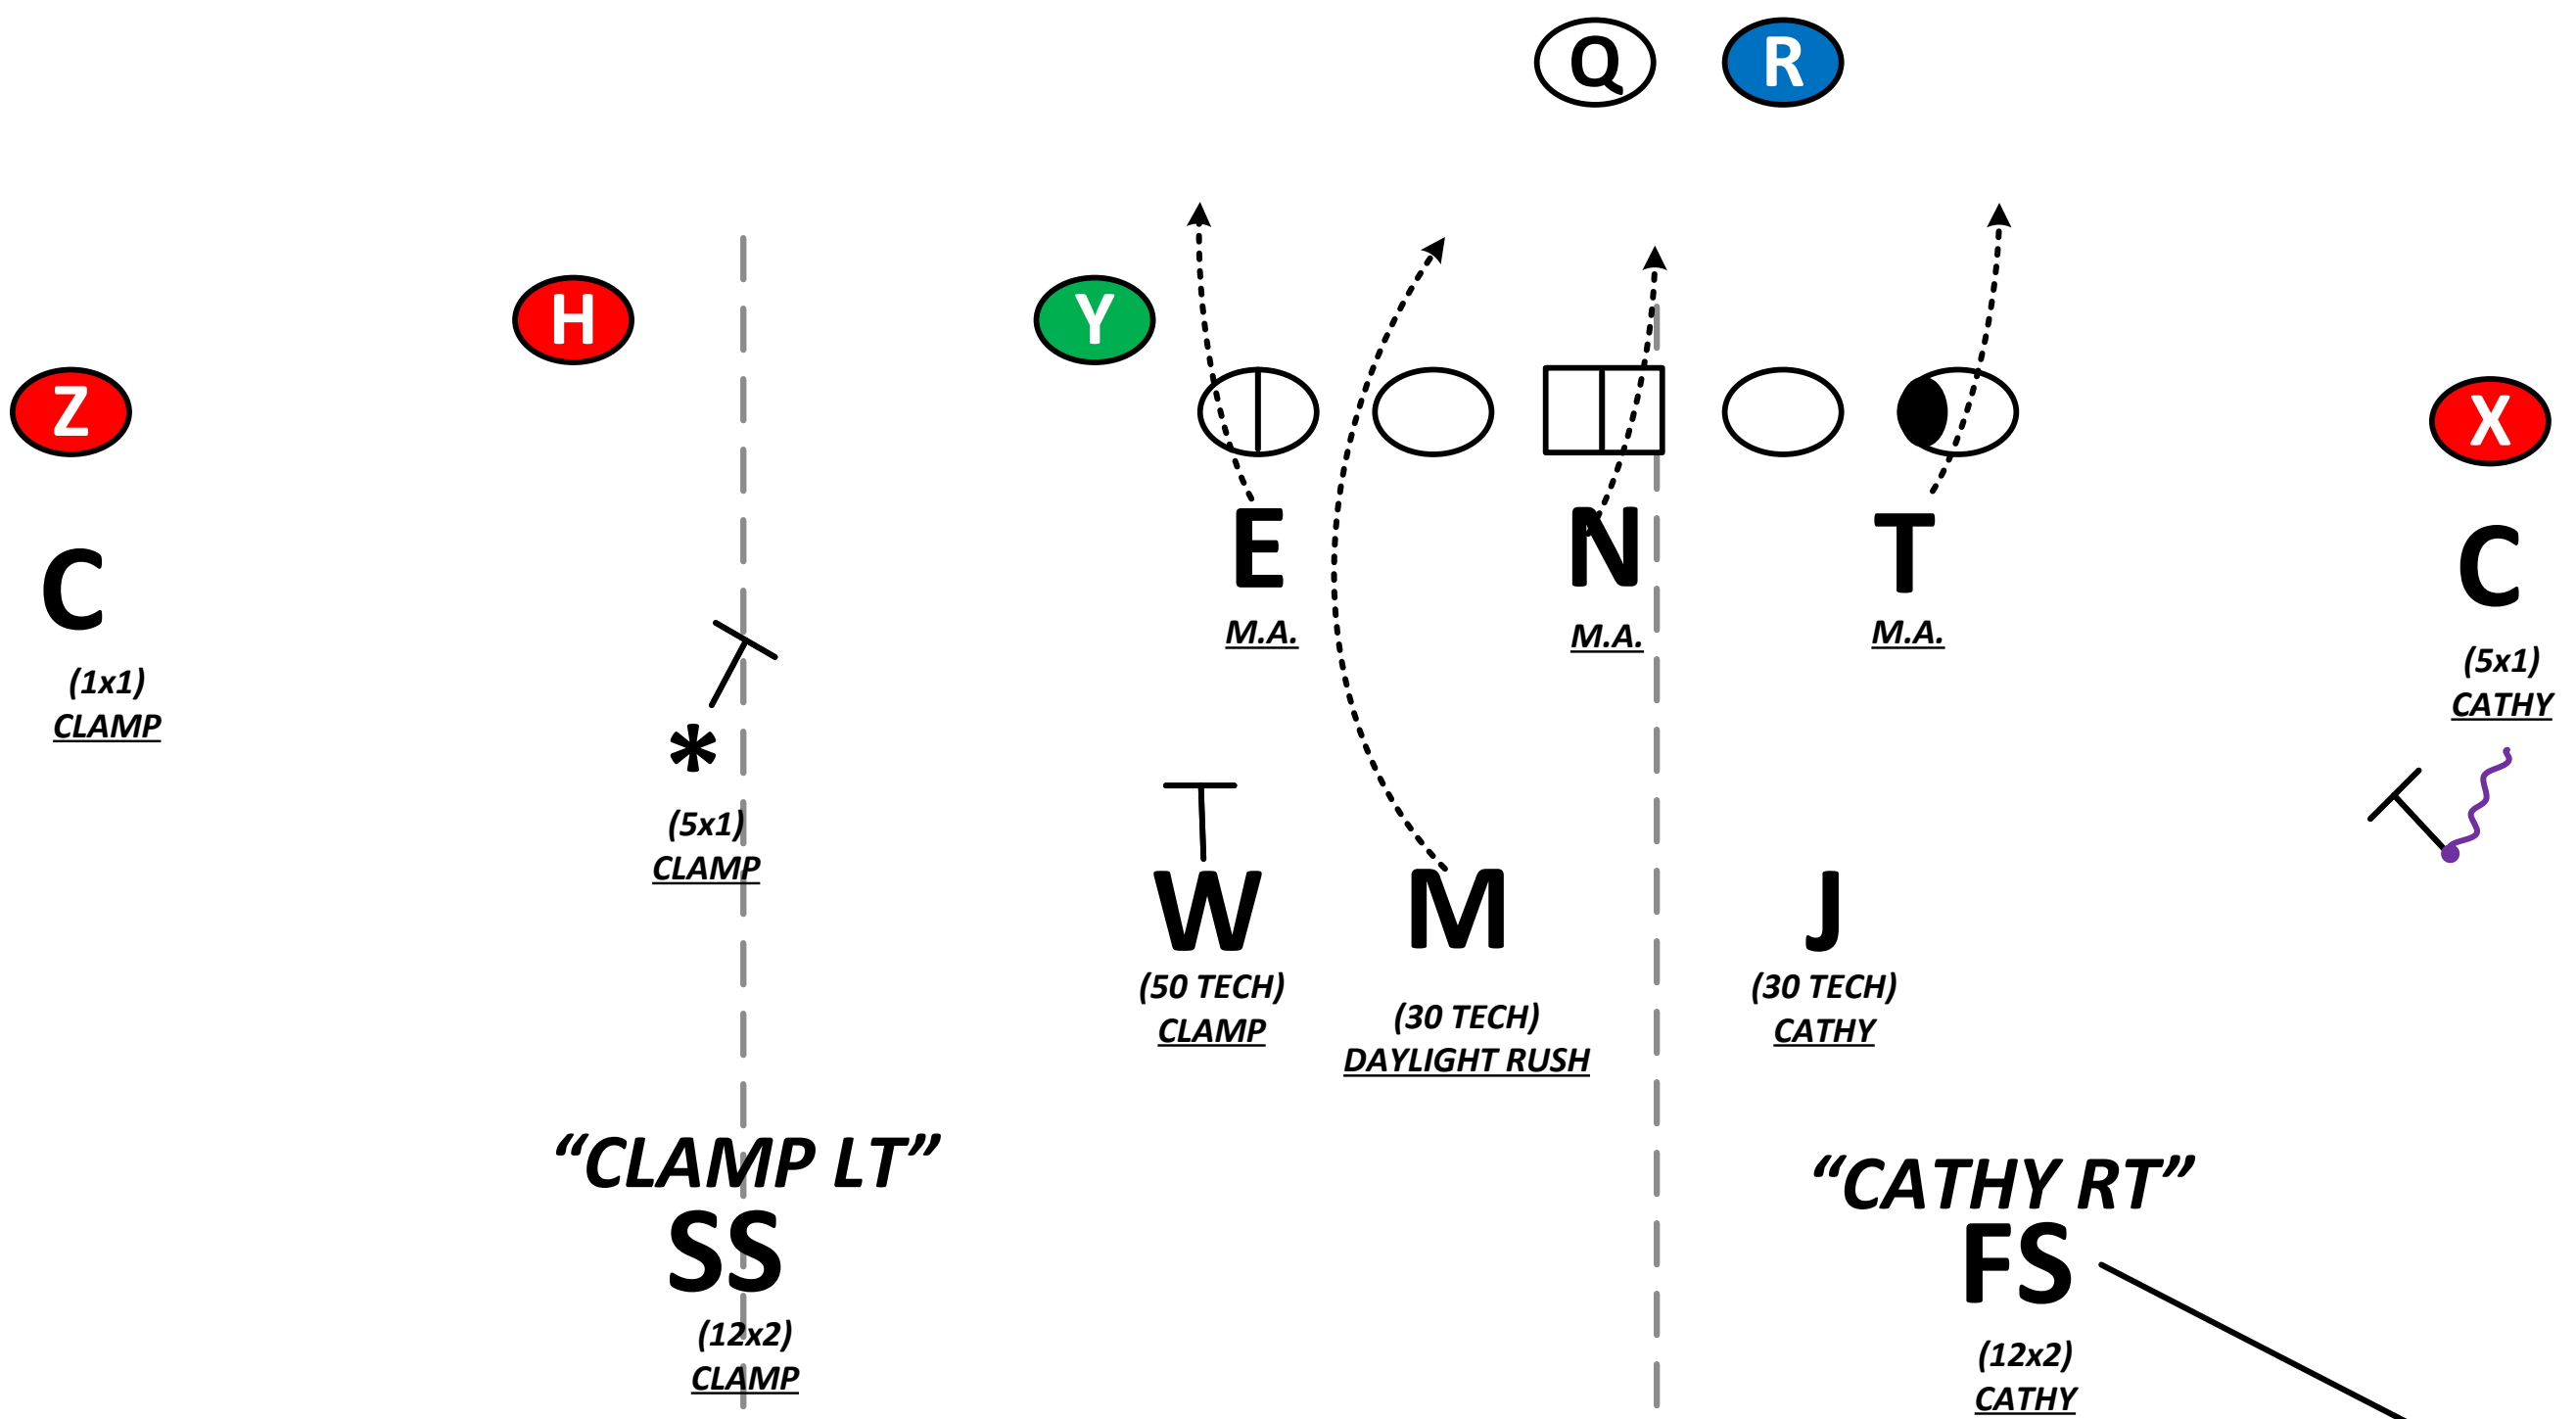 Q R
H Y
Z X
C E N T C
M.A. M.A. M.A.
(1x1) (5x1)
CLAMP CATHY
*
(5x1)
CLAMP
W M J
(50 TECH) (30 TECH) (30 TECH)
CLAMP DAYLIGHT RUSH CATHY
“CLAMP LT” “CATHY RT”
SS FS
(12x2) (12x2)
CLAMP CATHY